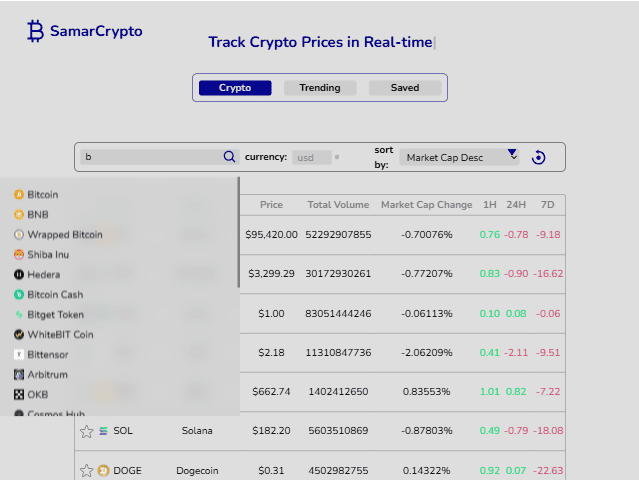 SamarCrypto
Track Crypto Prices in Real-time|
Crypto Trending Saved
b
currency: usd
sort by: Market Cap Desc
Bitcoin
BNB
Wrapped Bitcoin
Shiba Inu
Hedera
Bitcoin Cash
Bitget Token
WhiteBIT Coin
Bittensor
Arbitrum
OKB
Cosmos Hub
Price Total Volume Market Cap Change 1H 24H 7D
$95,420.00 52292907855 -0.70076% 0.76 -0.78 -9.18
$3,299.29 30172930261 -0.77207% 0.83 -0.90 -16.62
$1.00 83051444246 -0.06113% 0.10 0.08 -0.06
$2.18 11310847736 -2.06209% 0.41 -2.11 -9.51
$662.74 1402412650 0.83553% 1.01 0.82 -7.22
SOL Solana $182.20 5603510869 -0.87803% 0.49 -0.79 -18.08
DOGE Dogecoin $0.31 4502982755 0.14322% 0.92 0.07 -22.63